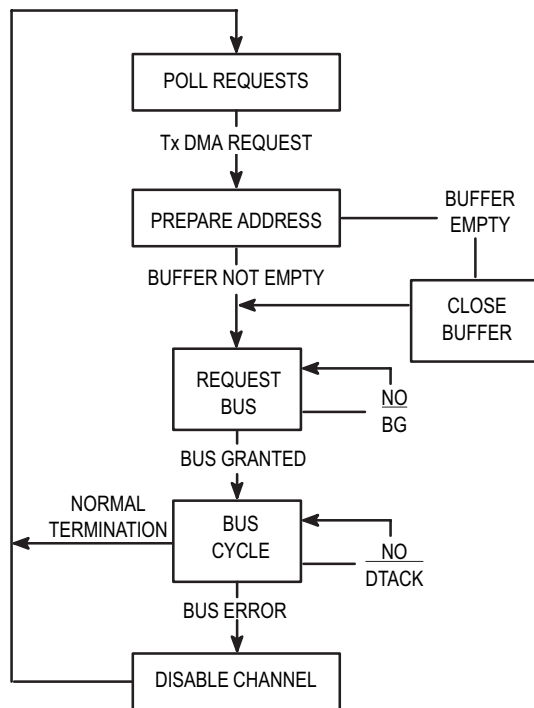 POLL REQUESTS
Tx DMA REQUEST
PREPARE ADDRESS
BUFFER
EMPTY
BUFFER NOT EMPTY
CLOSE
BUFFER
REQUEST
BUS
NO
BG
BUS GRANTED
NORMAL
TERMINATION
BUS
CYCLE
NO
DTACK
BUS ERROR
DISABLE CHANNEL